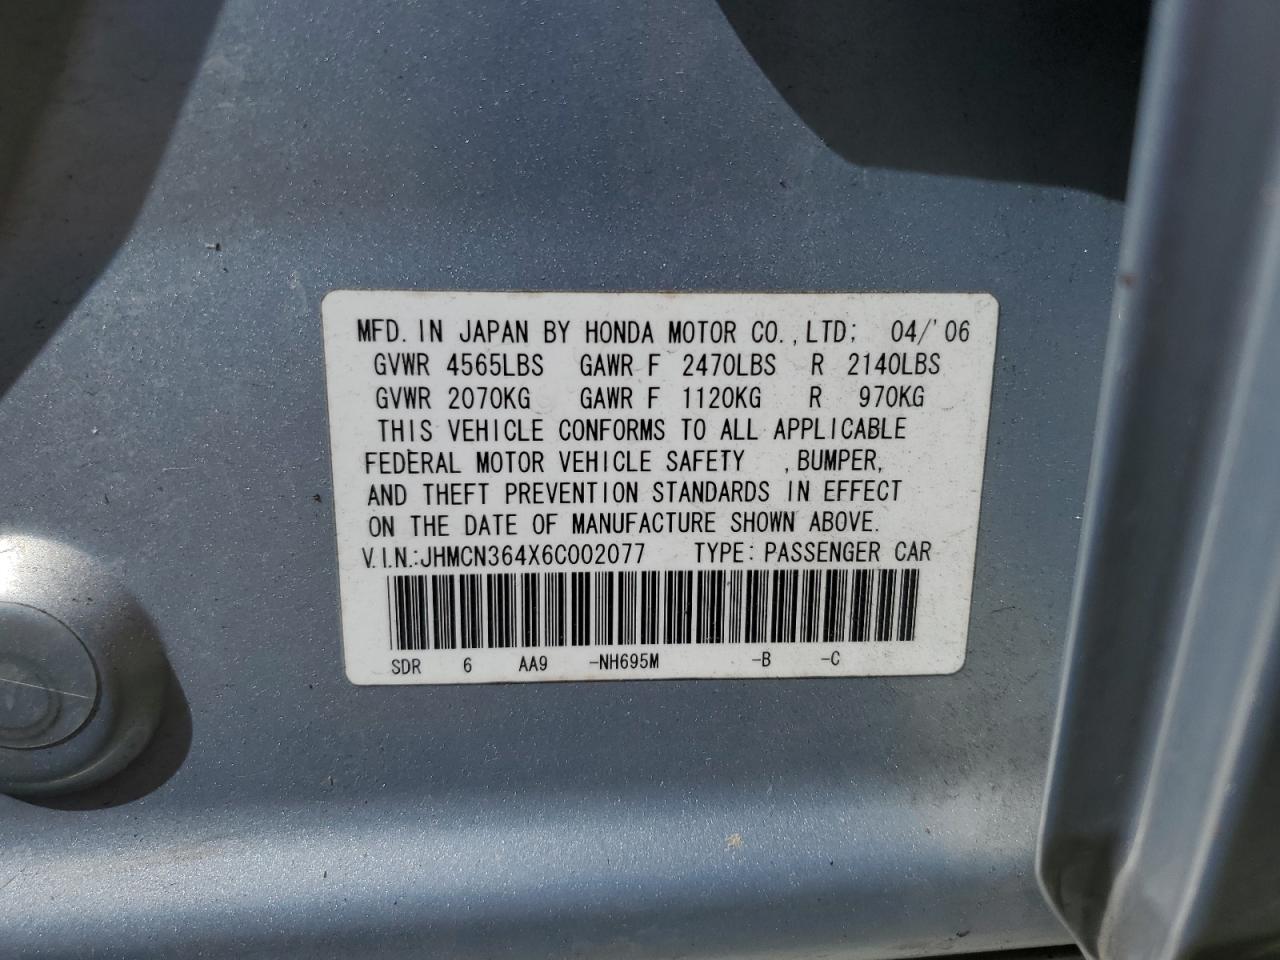 MFD. IN JAPAN BY HONDA MOTOR CO., LTD; 04/'06
GVWR 4565LBS GAWR F 2470LBS R 2140LBS
GVWR 2070KG GAWR F 1120KG R 970KG
THIS VEHICLE CONFORMS TO ALL APPLICABLE
FEDERAL MOTOR VEHICLE SAFETY , BUMPER,
AND THEFT PREVENTION STANDARDS IN EFFECT
ON THE DATE OF MANUFACTURE SHOWN ABOVE.
V.I.N.:JHMCN364X6C002077 TYPE: PASSENGER CAR
SDR 6 AA9 -NH695M -B -C